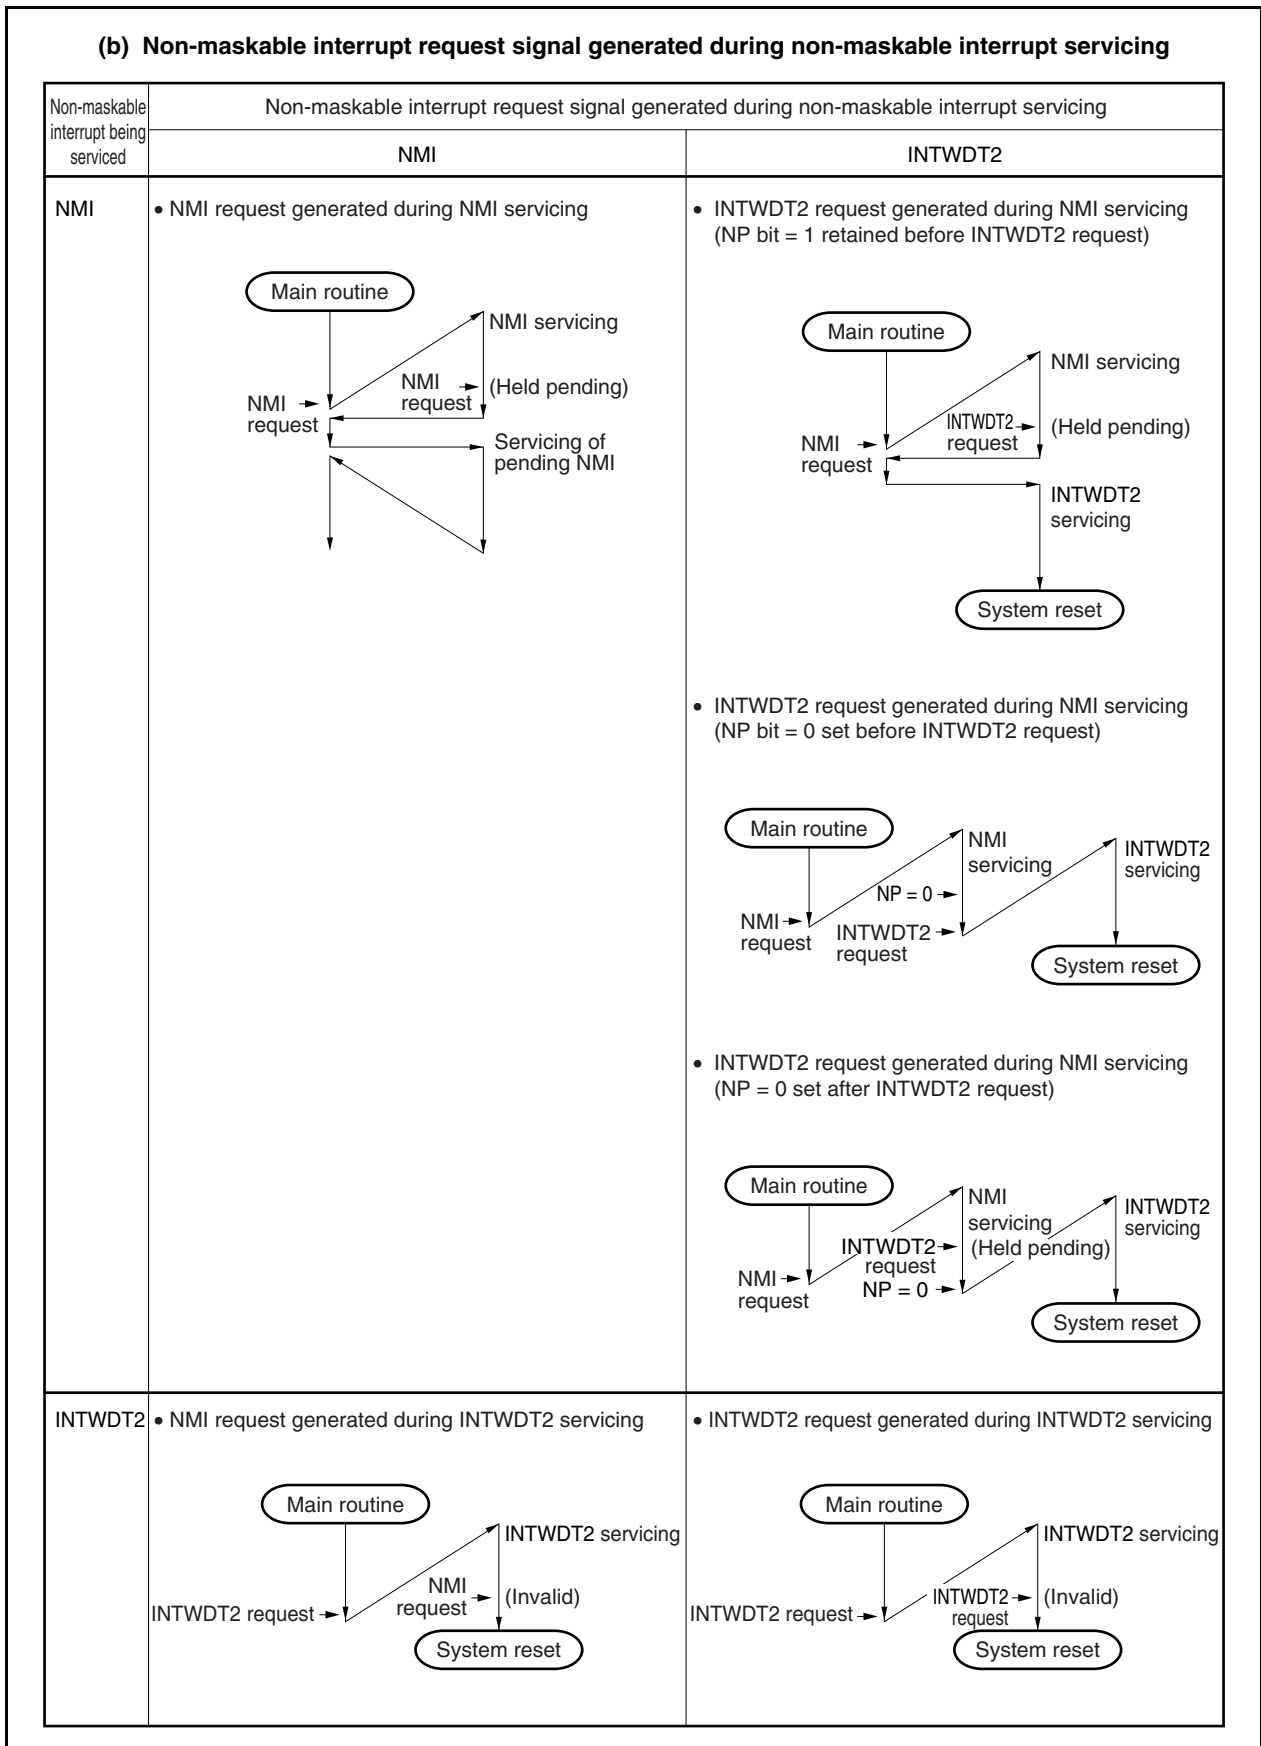 (b) Non-maskable interrupt request signal generated during non-maskable interrupt servicing
Non-maskable
interrupt being
serviced
Non-maskable interrupt request signal generated during non-maskable interrupt servicing
NMI
INTWDT2
NMI
• NMI request generated during NMI servicing
Main routine
NMI servicing
NMI
request
(Held pending)
NMI
request
Servicing of
pending NMI
• INTWDT2 request generated during NMI servicing
(NP bit = 1 retained before INTWDT2 request)
Main routine
NMI servicing
INTWDT2
request
(Held pending)
NMI
request
INTWDT2
servicing
System reset
• INTWDT2 request generated during NMI servicing
(NP bit = 0 set before INTWDT2 request)
Main routine
NMI
servicing
INTWDT2
servicing
NP = 0
NMI
request
INTWDT2
request
System reset
• INTWDT2 request generated during NMI servicing
(NP = 0 set after INTWDT2 request)
Main routine
NMI
servicing
(Held pending)
INTWDT2
servicing
INTWDT2
request
NMI
request
NP = 0
System reset
INTWDT2
• NMI request generated during INTWDT2 servicing
Main routine
INTWDT2 servicing
NMI
request
(Invalid)
INTWDT2 request
System reset
• INTWDT2 request generated during INTWDT2 servicing
Main routine
INTWDT2 servicing
INTWDT2
request
(Invalid)
INTWDT2 request
System reset